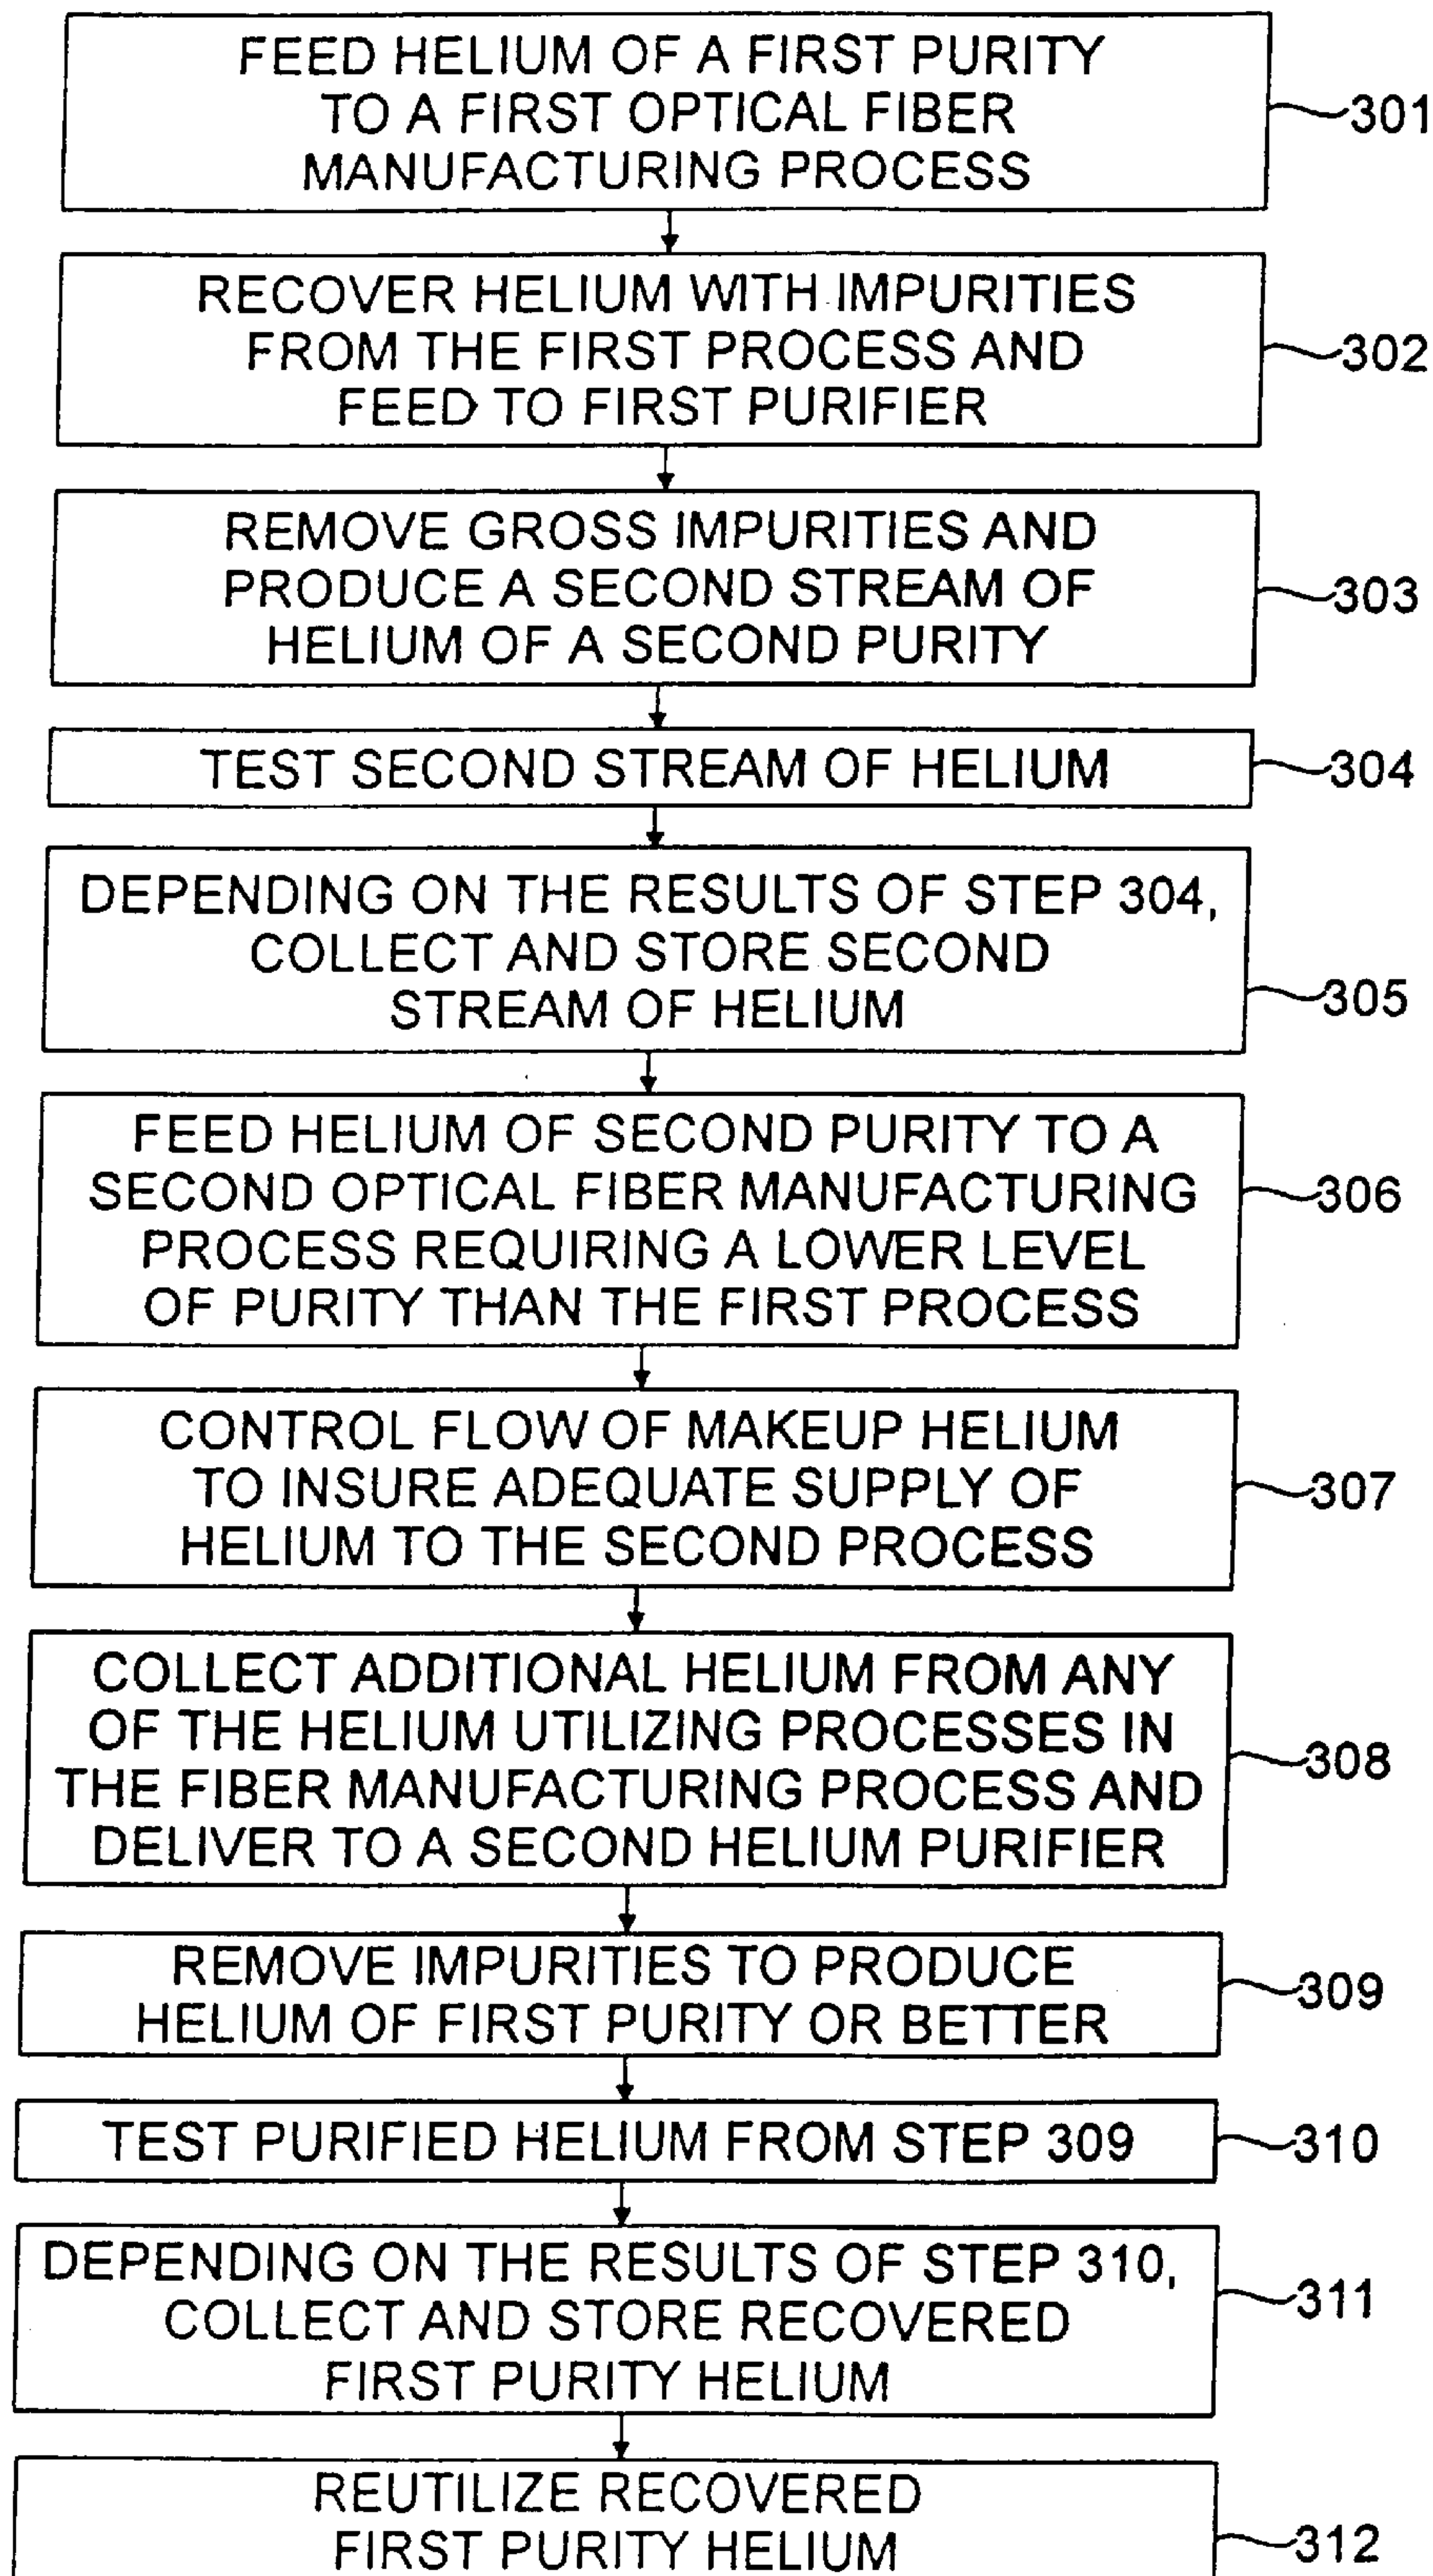 FEED HELIUM OF A FIRST PURITY
TO A FIRST OPTICAL FIBER
MANUFACTURING PROCESS
301
RECOVER HELIUM WITH IMPURITIES
FROM THE FIRST PROCESS AND
FEED TO FIRST PURIFIER
302
REMOVE GROSS IMPURITIES AND
PRODUCE A SECOND STREAM OF
HELIUM OF A SECOND PURITY
303
TEST SECOND STREAM OF HELIUM
304
DEPENDING ON THE RESULTS OF STEP 304,
COLLECT AND STORE SECOND
STREAM OF HELIUM
305
FEED HELIUM OF SECOND PURITY TO A
SECOND OPTICAL FIBER MANUFACTURING
PROCESS REQUIRING A LOWER LEVEL
OF PURITY THAN THE FIRST PROCESS
306
CONTROL FLOW OF MAKEUP HELIUM
TO INSURE ADEQUATE SUPPLY OF
HELIUM TO THE SECOND PROCESS
307
COLLECT ADDITIONAL HELIUM FROM ANY
OF THE HELIUM UTILIZING PROCESSES IN
THE FIBER MANUFACTURING PROCESS AND
DELIVER TO A SECOND HELIUM PURIFIER
308
REMOVE IMPURITIES TO PRODUCE
HELIUM OF FIRST PURITY OR BETTER
309
TEST PURIFIED HELIUM FROM STEP 309
310
DEPENDING ON THE RESULTS OF STEP 310,
COLLECT AND STORE RECOVERED
FIRST PURITY HELIUM
311
REUTILIZE RECOVERED
FIRST PURITY HELIUM
312